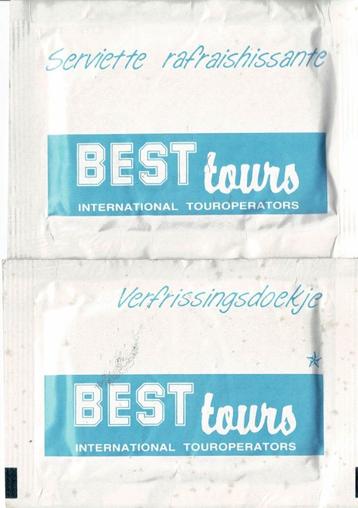 Serviette rafraishissante
BEST tours
INTERNATIONAL TOUROPERATORS
Verfrissingsdoekje
BEST tours
INTERNATIONAL TOUROPERATORS